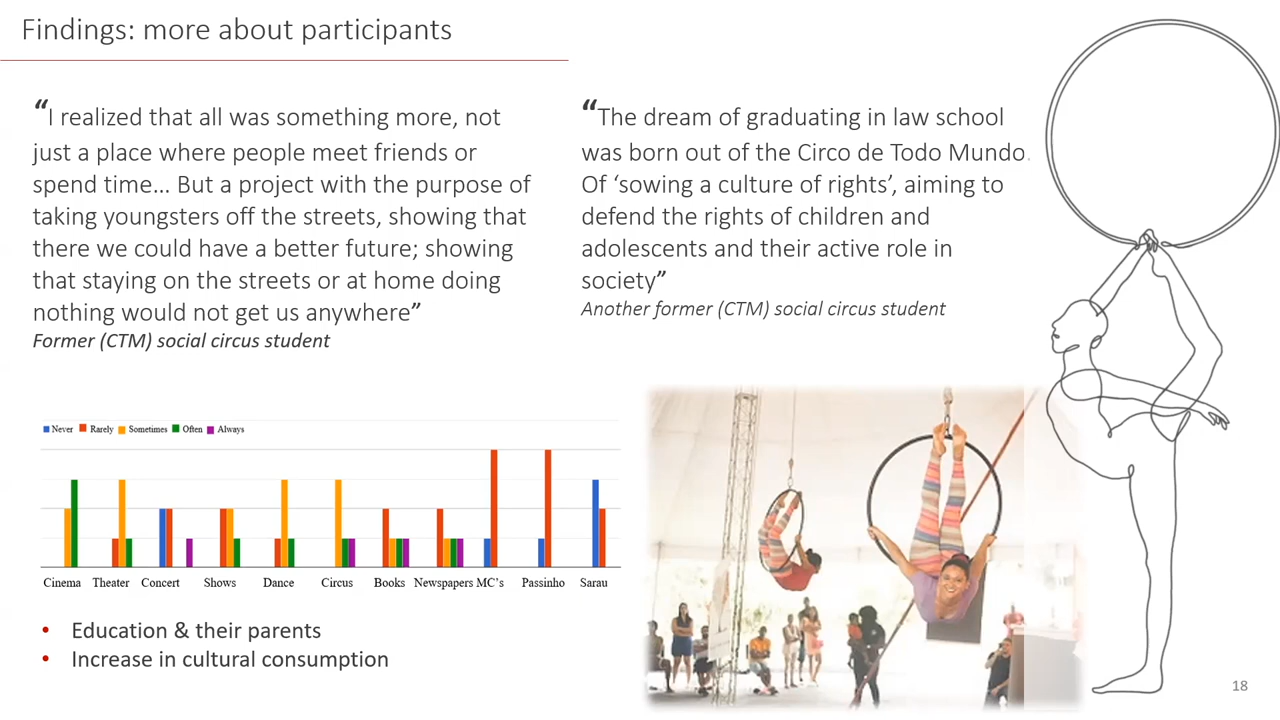 Findings: more about participants
“I realized that all was something more, not
just a place where people meet friends or
spend time... But a project with the purpose of
taking youngsters off the streets, showing that
there we could have a better future; showing
that staying on the streets or at home doing
nothing would not get us anywhere”
Former (CTM) social circus student
“The dream of graduating in law school
was born out of the Circo de Todo Mundo.
Of ‘sowing a culture of rights’, aiming to
defend the rights of children and
adolescents and their active role in
society”
Another former (CTM) social circus student
Never Rarely Sometimes Often Always
Cinema Theater Concert Shows Dance Circus Books Newspapers MC's Passinho Sarau
• Education & their parents
• Increase in cultural consumption
18